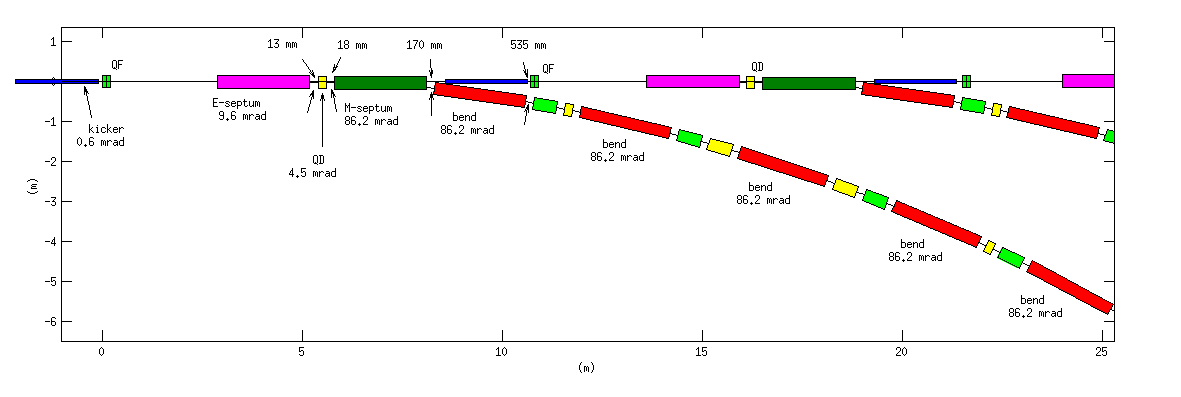 13 mm
18 mm
170 mm
535 mm
QF
QF
QD
E-septum
9.6 mrad
M-septum
86.2 mrad
kicker
0.6 mrad
QD
4.5 mrad
bend
86.2 mrad
bend
86.2 mrad
bend
86.2 mrad
bend
86.2 mrad
bend
86.2 mrad
1
0
-1
-2
-3
-4
-5
-6
(m)
0
5
10
15
20
25
(m)